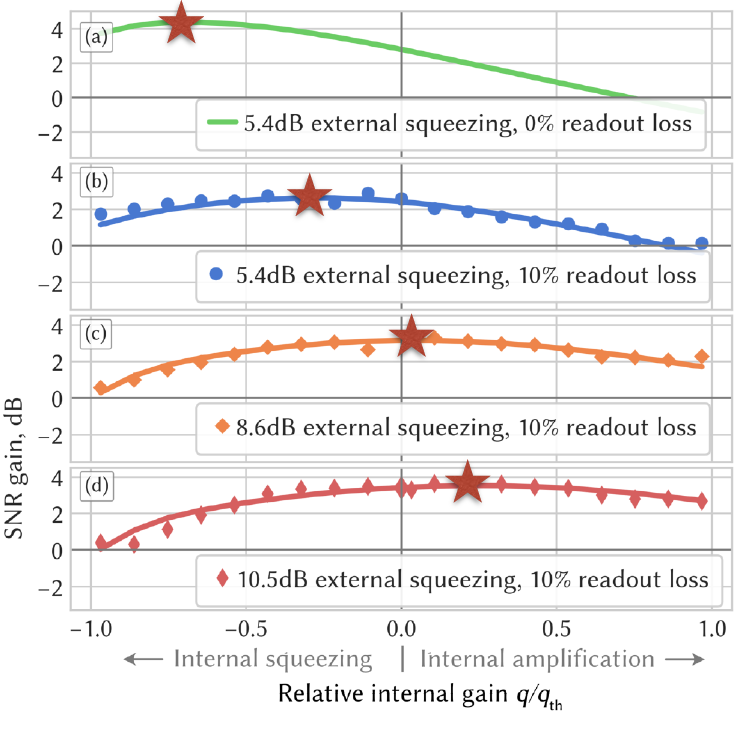 (a)
4
2
0
−2
5.4dB external squeezing, 0% readout loss
(b)
4
2
0
−2
5.4dB external squeezing, 10% readout loss
(c)
4
2
0
−2
8.6dB external squeezing, 10% readout loss
(d)
4
2
0
−2
10.5dB external squeezing, 10% readout loss
SNR gain, dB
−1.0 −0.5 0.0 0.5 1.0
← Internal squeezing | Internal amplification →
Relative internal gain q/qth